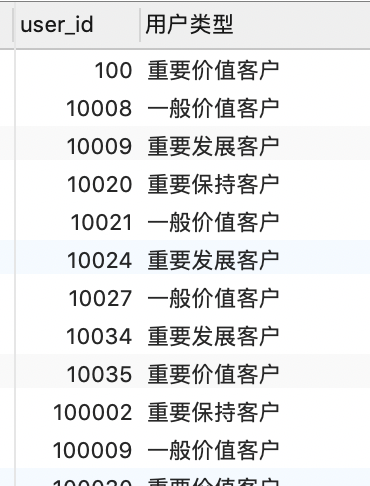 user_id 用户类型
100 重要价值客户
10008 一般价值客户
10009 重要发展客户
10020 重要保持客户
10021 一般价值客户
10024 重要发展客户
10027 一般价值客户
10034 重要发展客户
10035 重要价值客户
100002 重要保持客户
100009 一般价值客户